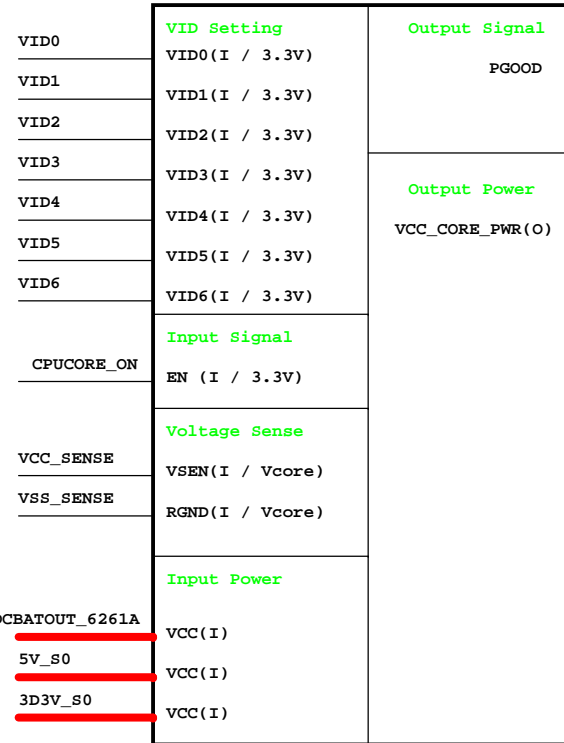 VID0
VID1
VID2
VID3
VID4
VID5
VID6
CPUCORE_ON
VCC_SENSE
VSS_SENSE
DCBATOUT_6261A
5V_S0
3D3V_S0
VID Setting
VID0(I / 3.3V)
VID1(I / 3.3V)
VID2(I / 3.3V)
VID3(I / 3.3V)
VID4(I / 3.3V)
VID5(I / 3.3V)
VID6(I / 3.3V)
Input Signal
EN (I / 3.3V)
Voltage Sense
VSEN(I / Vcore)
RGND(I / Vcore)
Input Power
VCC(I)
VCC(I)
VCC(I)
Output Signal
PGOOD
Output Power
VCC_CORE_PWR(O)